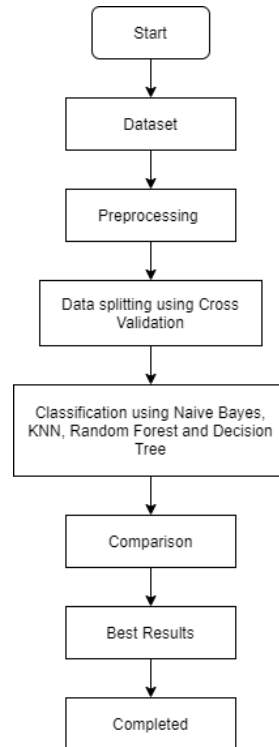 Start
Dataset
Preprocessing
Data splitting using Cross
Validation
Classification using Naive Bayes,
KNN, Random Forest and Decision
Tree
Comparison
Best Results
Completed